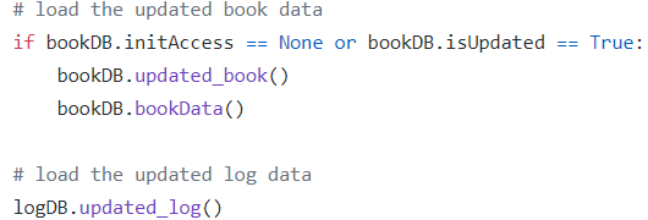 # load the updated book data
if bookDB.initAccess == None or bookDB.isUpdated == True:
    bookDB.updated_book()
    bookDB.bookData()

# load the updated log data
logDB.updated_log()